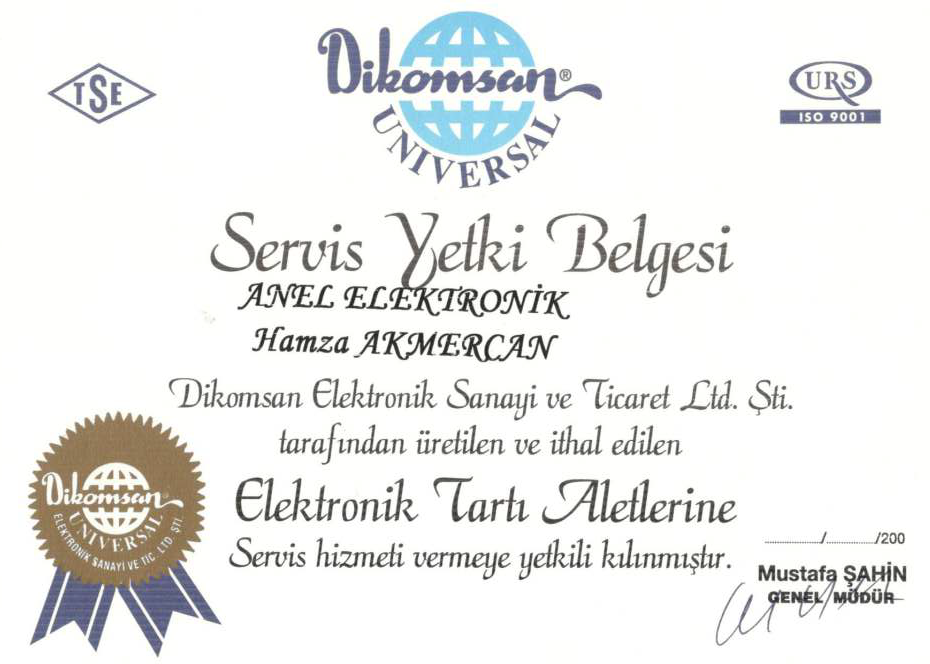 TSE
Dikomsan®
UNIVERSAL
URS
ISO 9001
Servis Yetki Belgesi
ANEL ELEKTRONİK
Hamza AKMERCAN
Dikomsan Elektronik Sanayi ve Ticaret Ltd. Şti.
tarafından üretilen ve ithal edilen
Elektronik Tartı Aletlerine
Servis hizmeti vermeye yetkili kılınmıştır.
............../............../200
Mustafa ŞAHİN
GENEL MÜDÜR
Dikomsan
UNIVERSAL
ELEKTRONİK SANAYİ VE TİC. LTD. ŞTİ.